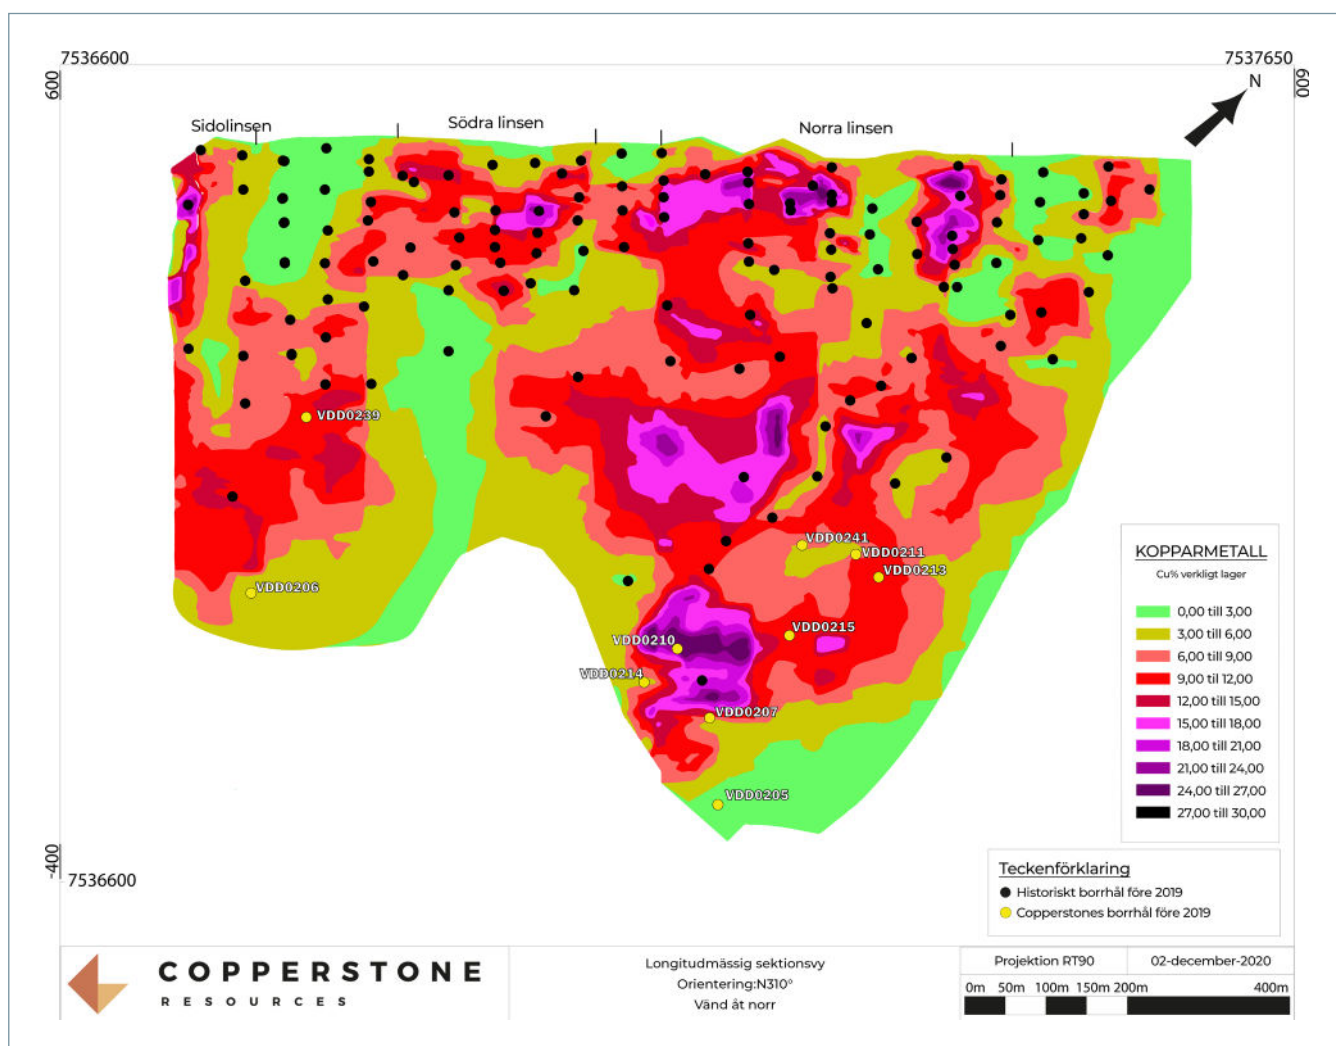 7536600
7537650
600
600
N
Sidolinsen
Södra linsen
Norra linsen
VDD0239
VDD0241
VDD0211
VDD0213
VDD0206
VDD0215
VDD0210
VDD0214
VDD0207
VDD0205
KOPPARMETALL
Cu% verkligt lager
0,00 till 3,00
3,00 till 6,00
6,00 till 9,00
9,00 til 12,00
12,00 till 15,00
15,00 till 18,00
18,00 till 21,00
21,00 till 24,00
24,00 till 27,00
27,00 till 30,00
-400
7536600
Teckenförklaring
Historiskt borrhål före 2019
Copperstones borrhål före 2019
COPPERSTONE
RESOURCES
Longitudmässig sektionsvy
Orientering:N310°
Vänd åt norr
Projektion RT90
02-december-2020
0m 50m 100m 150m 200m 400m